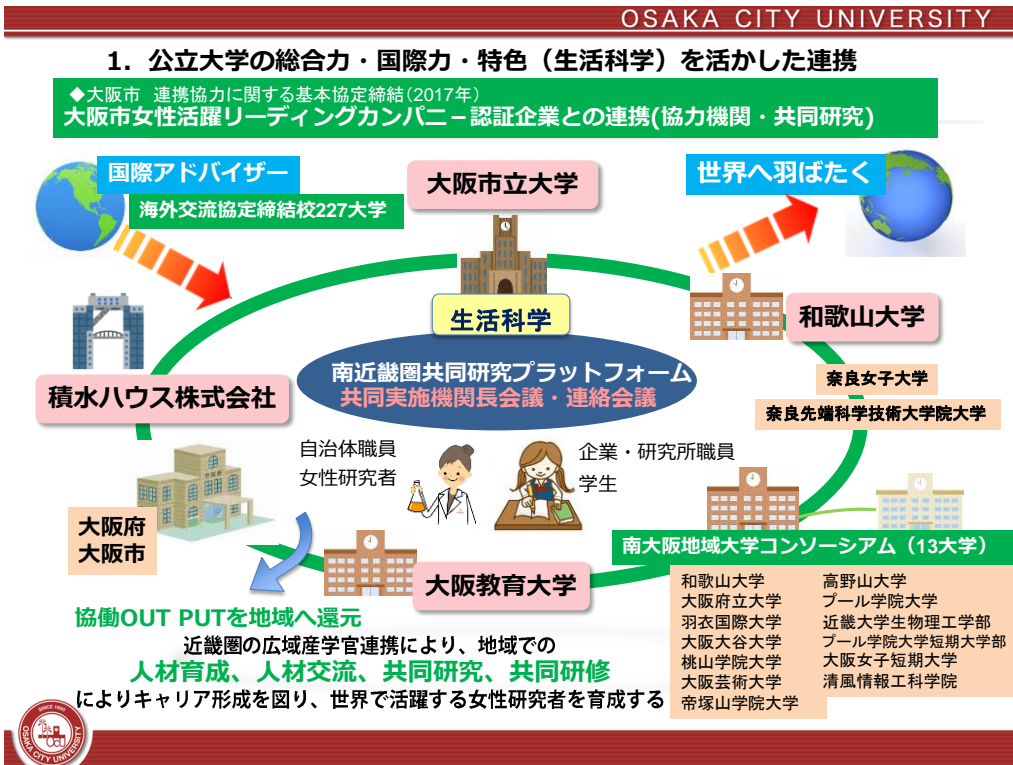 OSAKA CITY UNIVERSITY
1. 公立大学の総合力・国際力・特色（生活科学）を活かした連携
◆大阪市 連携協力に関する基本協定締結(2017年)
大阪市女性活躍リーディングカンパニー認証企業との連携(協力機関・共同研究)
国際アドバイザー
海外交流協定締結校227大学
大阪市立大学
世界へ羽ばたく
生活科学
和歌山大学
南近畿圏共同研究プラットフォーム
共同実施機関長会議・連絡会議
積水ハウス株式会社
奈良女子大学
奈良先端科学技術大学院大学
自治体職員
女性研究者
企業・研究所職員
学生
大阪府
大阪市
大阪教育大学
南大阪地域大学コンソーシアム（13大学）
和歌山大学
大阪府立大学
羽衣国際大学
大阪大谷大学
桃山学院大学
大阪芸術大学
帝塚山学院大学
高野山大学
プール学院大学
近畿大学生物理工学部
プール学院大学短期大学部
大阪女子短期大学
清風情報工科学院
協働OUT PUTを地域へ還元
近畿圏の広域産学官連携により、地域での
人材育成、人材交流、共同研究、共同研修
によりキャリア形成を図り、世界で活躍する女性研究者を育成する
SINCE 1880
OCU
OSAKA CITY UNIVERSITY